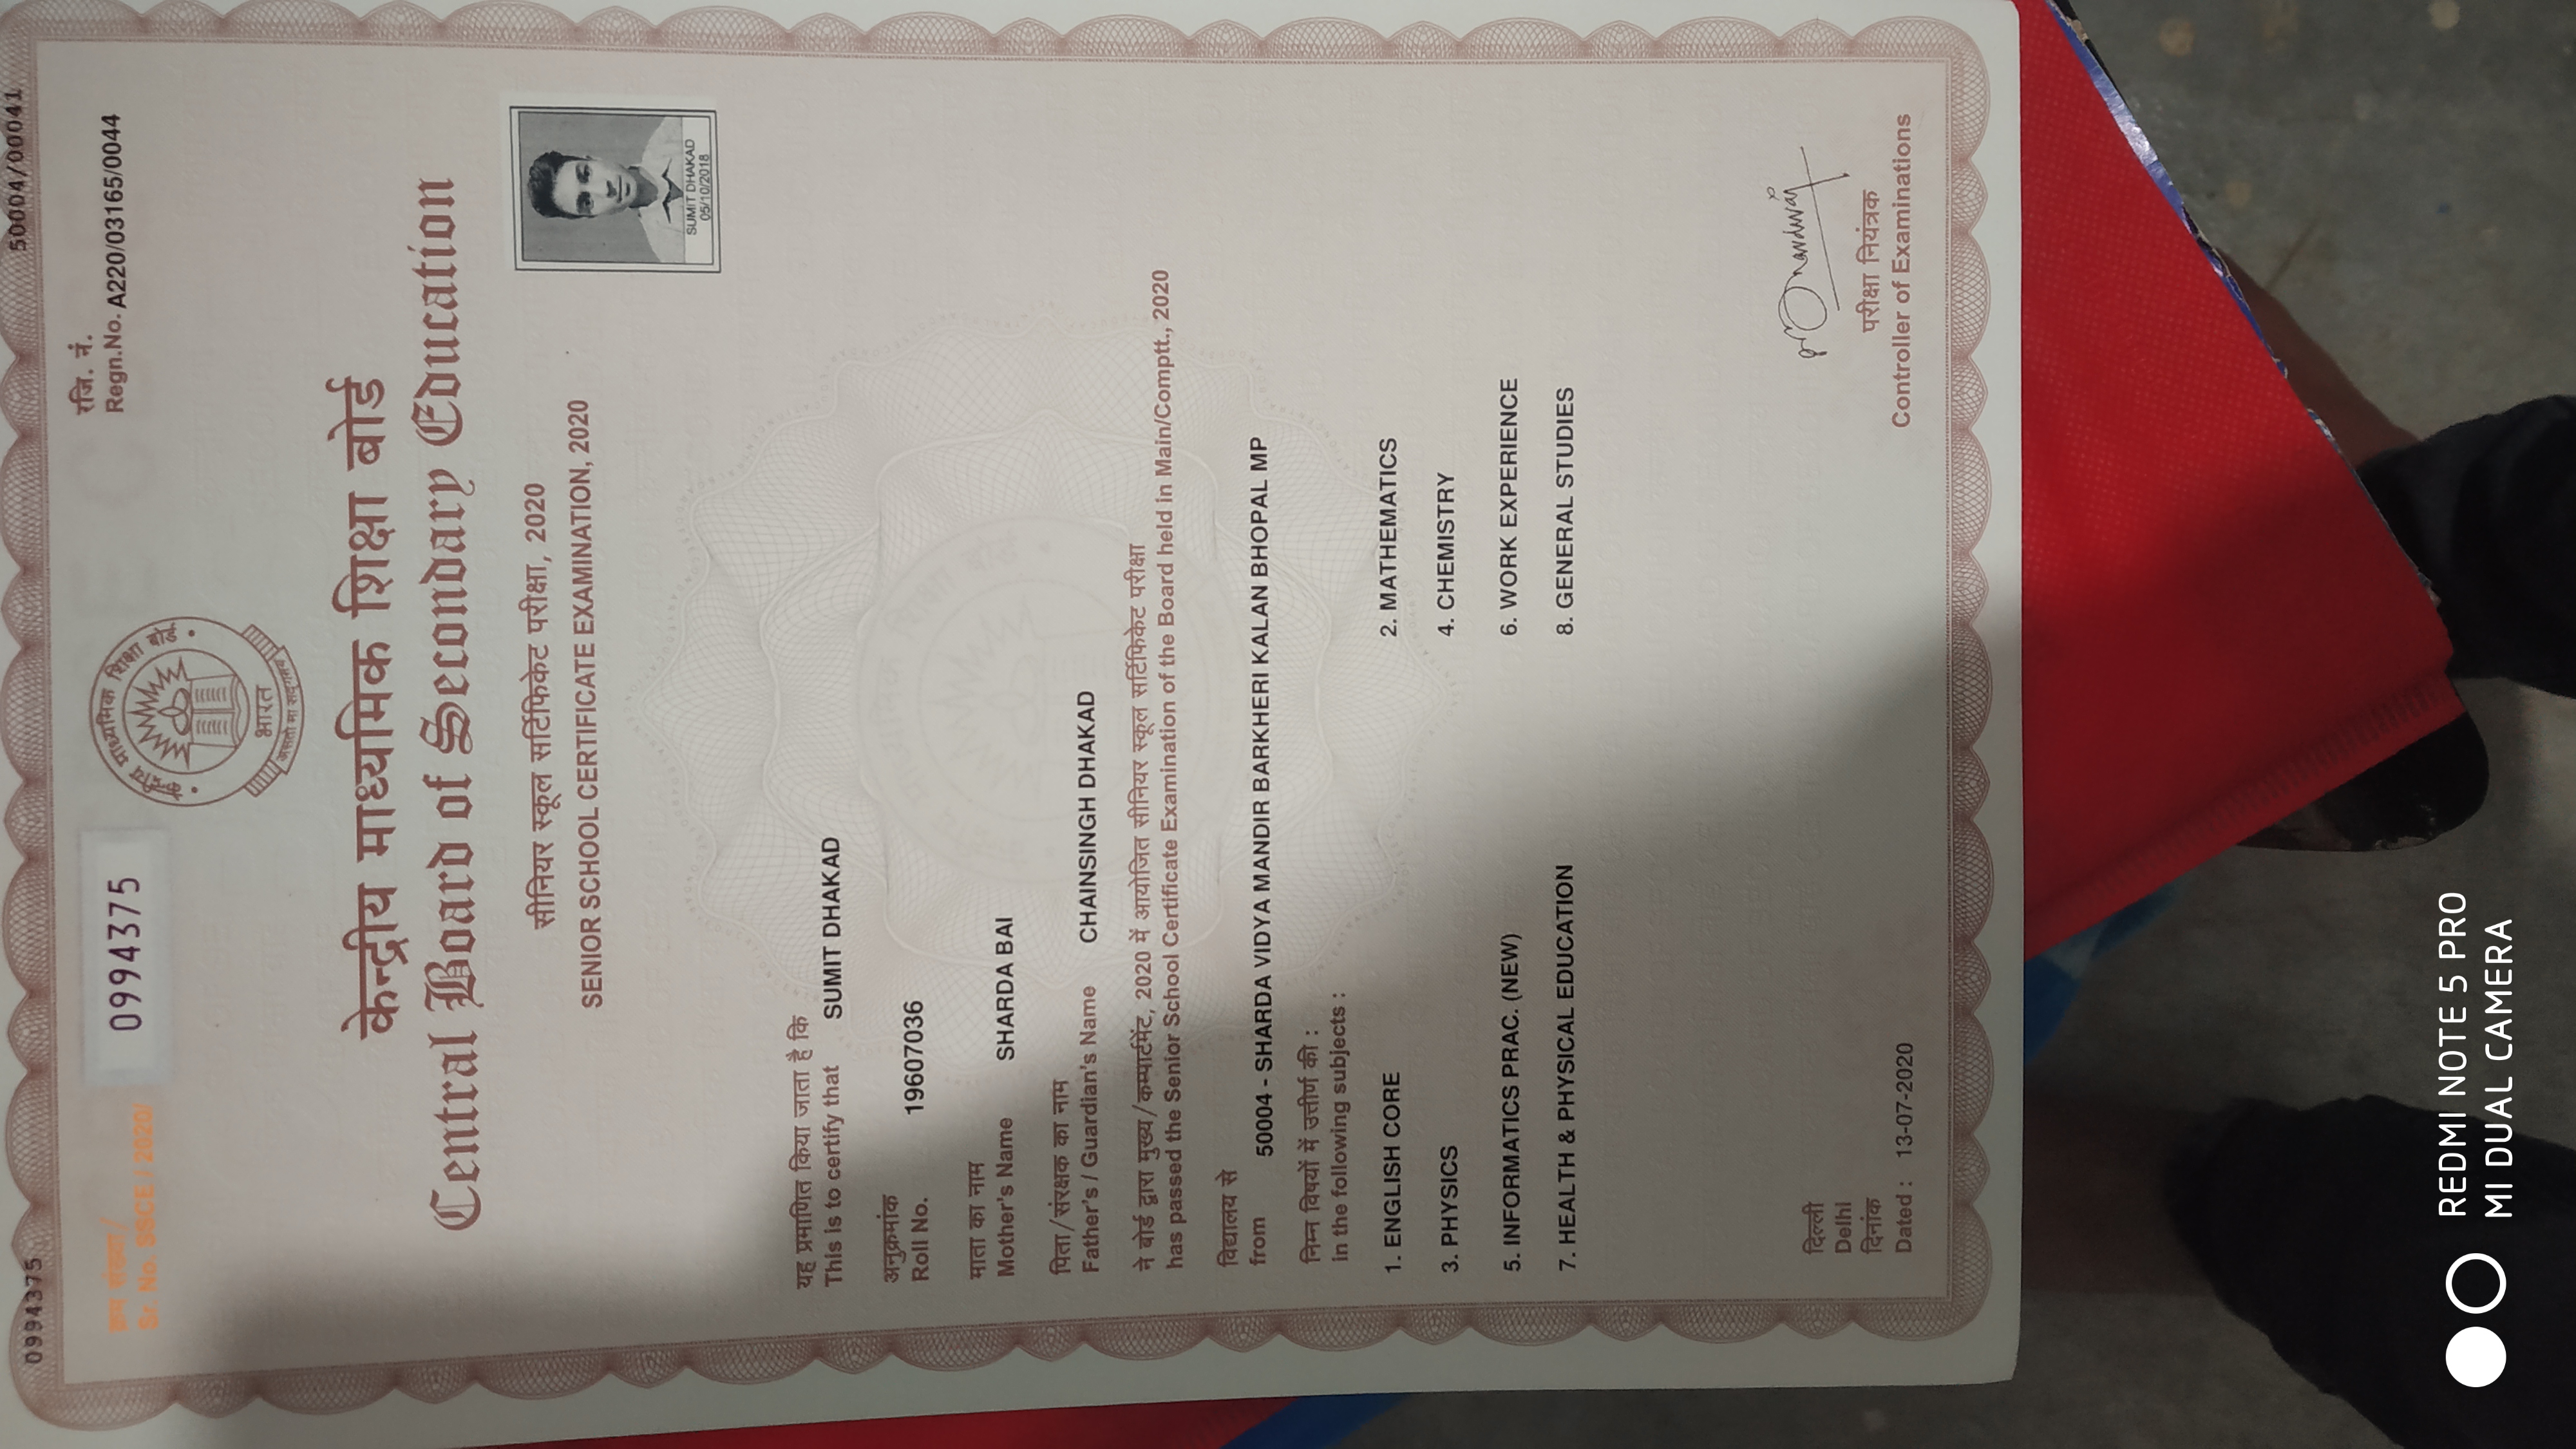 0994375
50004/00041
क्रम संख्या/
Sr. No. SSCE / 2020/
0994375
रजि. नं.
Regn.No. A220/03165/0044
केन्द्रीय माध्यमिक शिक्षा बोर्ड
भारत
असतो मा सद्गमय
केन्द्रीय माध्यमिक शिक्षा बोर्ड
Central Board of Secondary Education
सीनियर स्कूल सर्टिफिकेट परीक्षा, 2020
SENIOR SCHOOL CERTIFICATE EXAMINATION, 2020
SUMIT DHAKAD
05/10/2018
यह प्रमाणित किया जाता है कि
This is to certify that SUMIT DHAKAD
अनुक्रमांक
Roll No. 19607036
माता का नाम
Mother's Name SHARDA BAI
पिता/संरक्षक का नाम
Father's / Guardian's Name CHAINSINGH DHAKAD
ने बोर्ड द्वारा मुख्य/कम्पार्टमेंट, 2020 में आयोजित सीनियर स्कूल सर्टिफिकेट परीक्षा
has passed the Senior School Certificate Examination of the Board held in Main/Comptt., 2020
विद्यालय से
from 50004 - SHARDA VIDYA MANDIR BARKHERI KALAN BHOPAL MP
निम्न विषयों में उत्तीर्ण की :
in the following subjects :
1. ENGLISH CORE 2. MATHEMATICS
3. PHYSICS 4. CHEMISTRY
5. INFORMATICS PRAC. (NEW) 6. WORK EXPERIENCE
7. HEALTH & PHYSICAL EDUCATION 8. GENERAL STUDIES
दिल्ली
Delhi
दिनांक
Dated : 13-07-2020
परीक्षा नियंत्रक
Controller of Examinations
REDMI NOTE 5 PRO
MI DUAL CAMERA